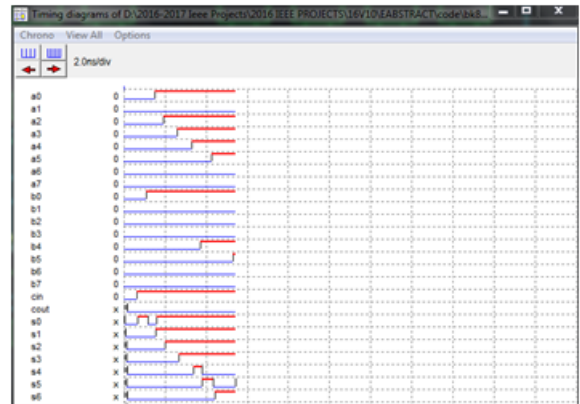 Timing diagrams of D:\2016-2017 Ieee Projects\2016 IEEE PROJECTS\16V10\EABSTRACT\code\bk8...
Chrono View All Options
2.0ns/div
a0 0
a1 0
a2 0
a3 0
a4 0
a5 0
a6 0
a7 0
b0 0
b1 0
b2 0
b3 0
b4 0
b5 0
b6 0
b7 0
cin 0
cout x
s0 x
s1 x
s2 x
s3 x
s4 x
s5 x
s6 x